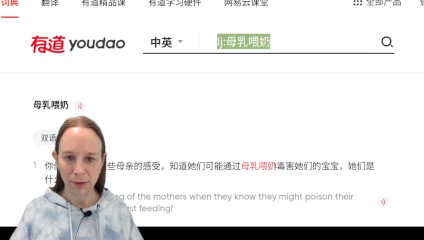 词典 翻译 有道精品课 有道学习硬件 网易云课堂 全部产品
有道 youdao 中英 lj:母乳喂奶
母乳喂奶
双语
1 你 些母亲的感受，知道她们可能通过母乳喂奶毒害她们的宝宝，她们是
什
ng of the mothers when they know they might poison their
st feeding!